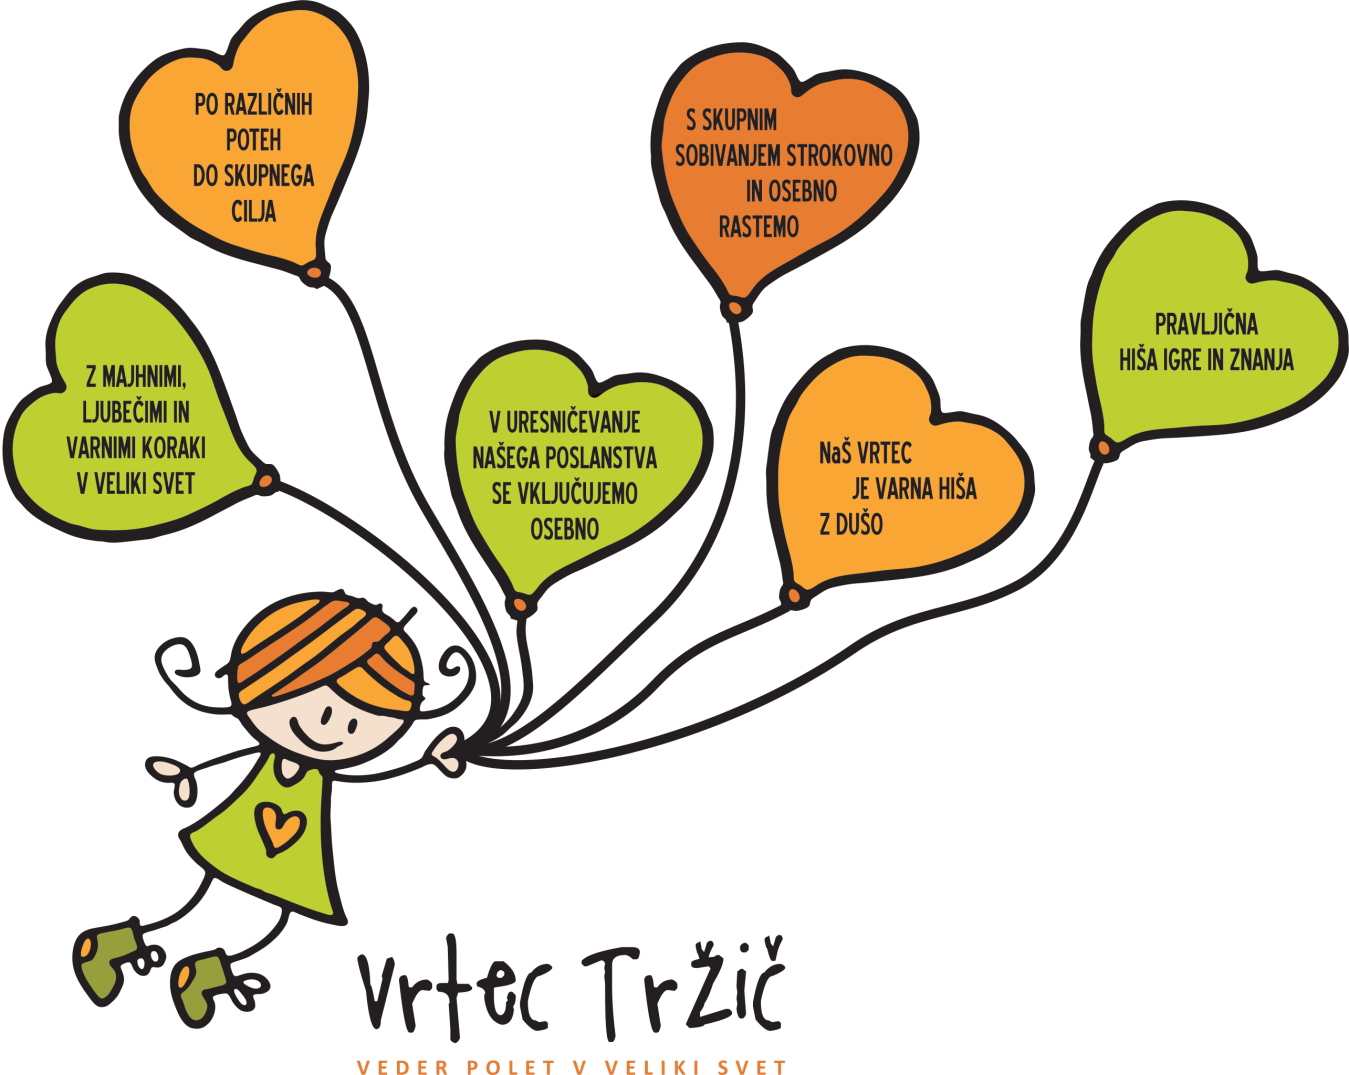 PO RAZLIČNIH
POTEH
DO SKUPNEGA
CILJA
S SKUPNIM
SOBIVANJEM STROKOVNO
IN OSEBNO
RASTEMO
PRAVLJIČNA
HIŠA IGRE IN ZNANJA
Z MAJHNIMI,
LJUBEČIMI IN
VARNIMI KORAKI
V VELIKI SVET
V URESNIČEVANJE
NAŠEGA POSLANSTVA
SE VKLJUČUJEMO
OSEBNO
NaŠ VRTEC
JE VARNA HIŠA
Z DUŠO
Vrtec Tržič
VEDER POLET V VELIKI SVET